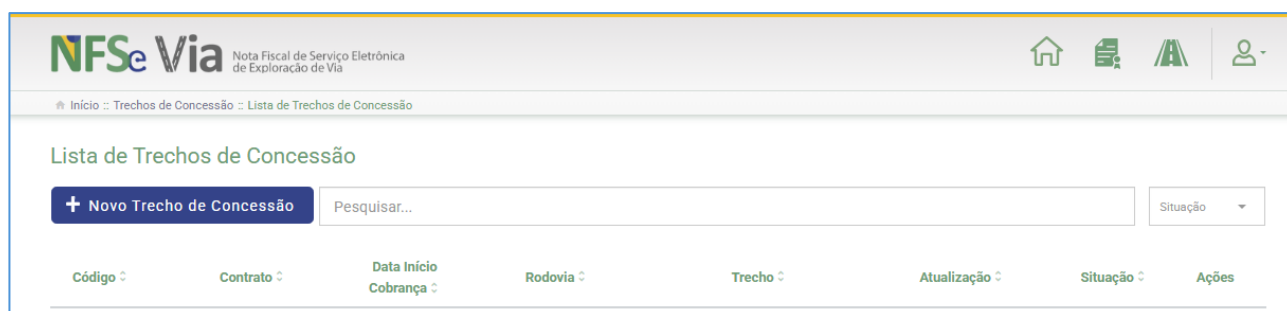 NFSe Via Nota Fiscal de Serviço Eletrônica
de Exploração de Via
Início :: Trechos de Concessão :: Lista de Trechos de Concessão
Lista de Trechos de Concessão
+ Novo Trecho de Concessão Pesquisar... Situação
Código Contrato Data Início Cobrança Rodovia Trecho Atualização Situação Ações